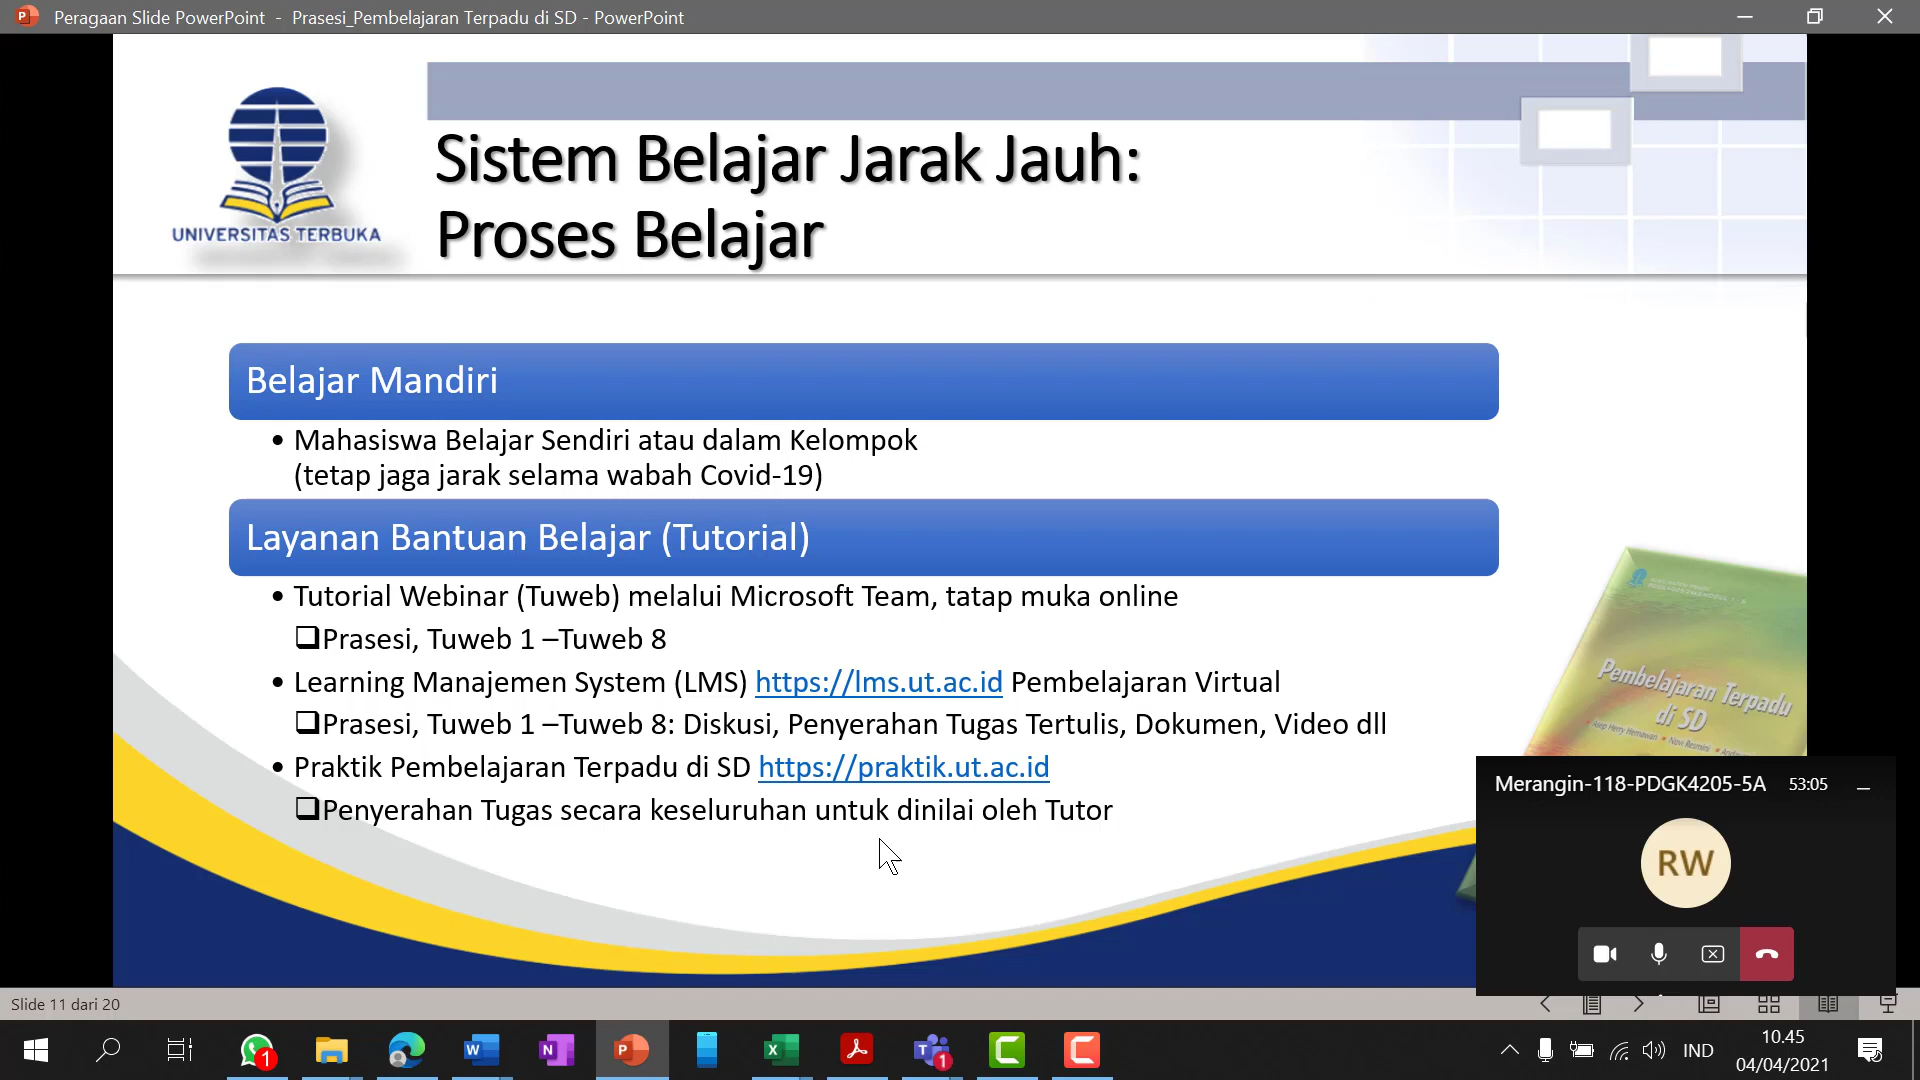 Peragaan Slide PowerPoint - Prasesi_Pembelajaran Terpadu di SD - PowerPoint
UNIVERSITAS TERBUKA
Sistem Belajar Jarak Jauh:
Proses Belajar
Belajar Mandiri
• Mahasiswa Belajar Sendiri atau dalam Kelompok
(tetap jaga jarak selama wabah Covid-19)
Layanan Bantuan Belajar (Tutorial)
• Tutorial Webinar (Tuweb) melalui Microsoft Team, tatap muka online
❑Prasesi, Tuweb 1 –Tuweb 8
• Learning Manajemen System (LMS) https://lms.ut.ac.id Pembelajaran Virtual
❑Prasesi, Tuweb 1 –Tuweb 8: Diskusi, Penyerahan Tugas Tertulis, Dokumen, Video dll
• Praktik Pembelajaran Terpadu di SD https://praktik.ut.ac.id
❑Penyerahan Tugas secara keseluruhan untuk dinilai oleh Tutor
Pembelajaran Terpadu
di SD
Merangin-118-PDGK4205-5A 53:05
RW
Slide 11 dari 20
IND
10.45
04/04/2021